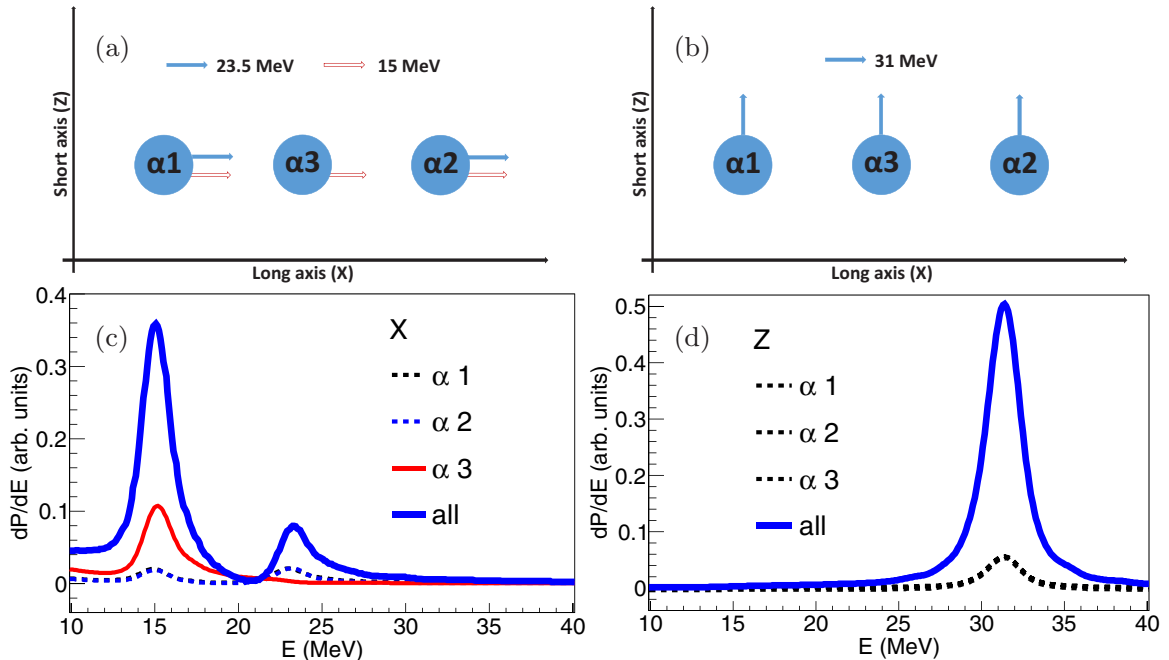 (a)
23.5 MeV
15 MeV
Short axis (Z)
α1
α3
α2
Long axis (X)
(b)
31 MeV
Short axis (Z)
α1
α3
α2
Long axis (X)
(c)
X
α 1
α 2
α 3
all
dP/dE (arb. units)
0.4
0.3
0.2
0.1
0
10 15 20 25 30 35 40
E (MeV)
(d)
Z
α 1
α 2
α 3
all
dP/dE (arb. units)
0.5
0.4
0.3
0.2
0.1
0
10 15 20 25 30 35 40
E (MeV)